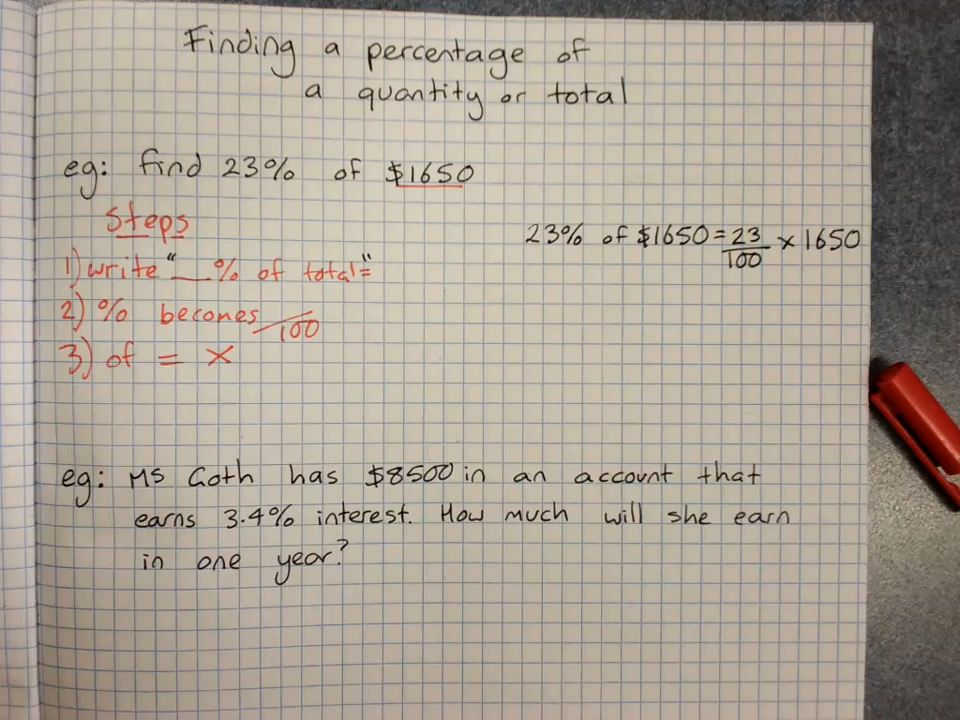 Finding a percentage of
a quantity or total
eg: find 23% of $1650
Steps
1) write "__% of total="
2) % becomes __/100
3) of = ×
23% of $1650 = 23/100 × 1650
eg: Ms Goth has $8500 in an account that
earns 3.4% interest. How much will she earn
in one year?